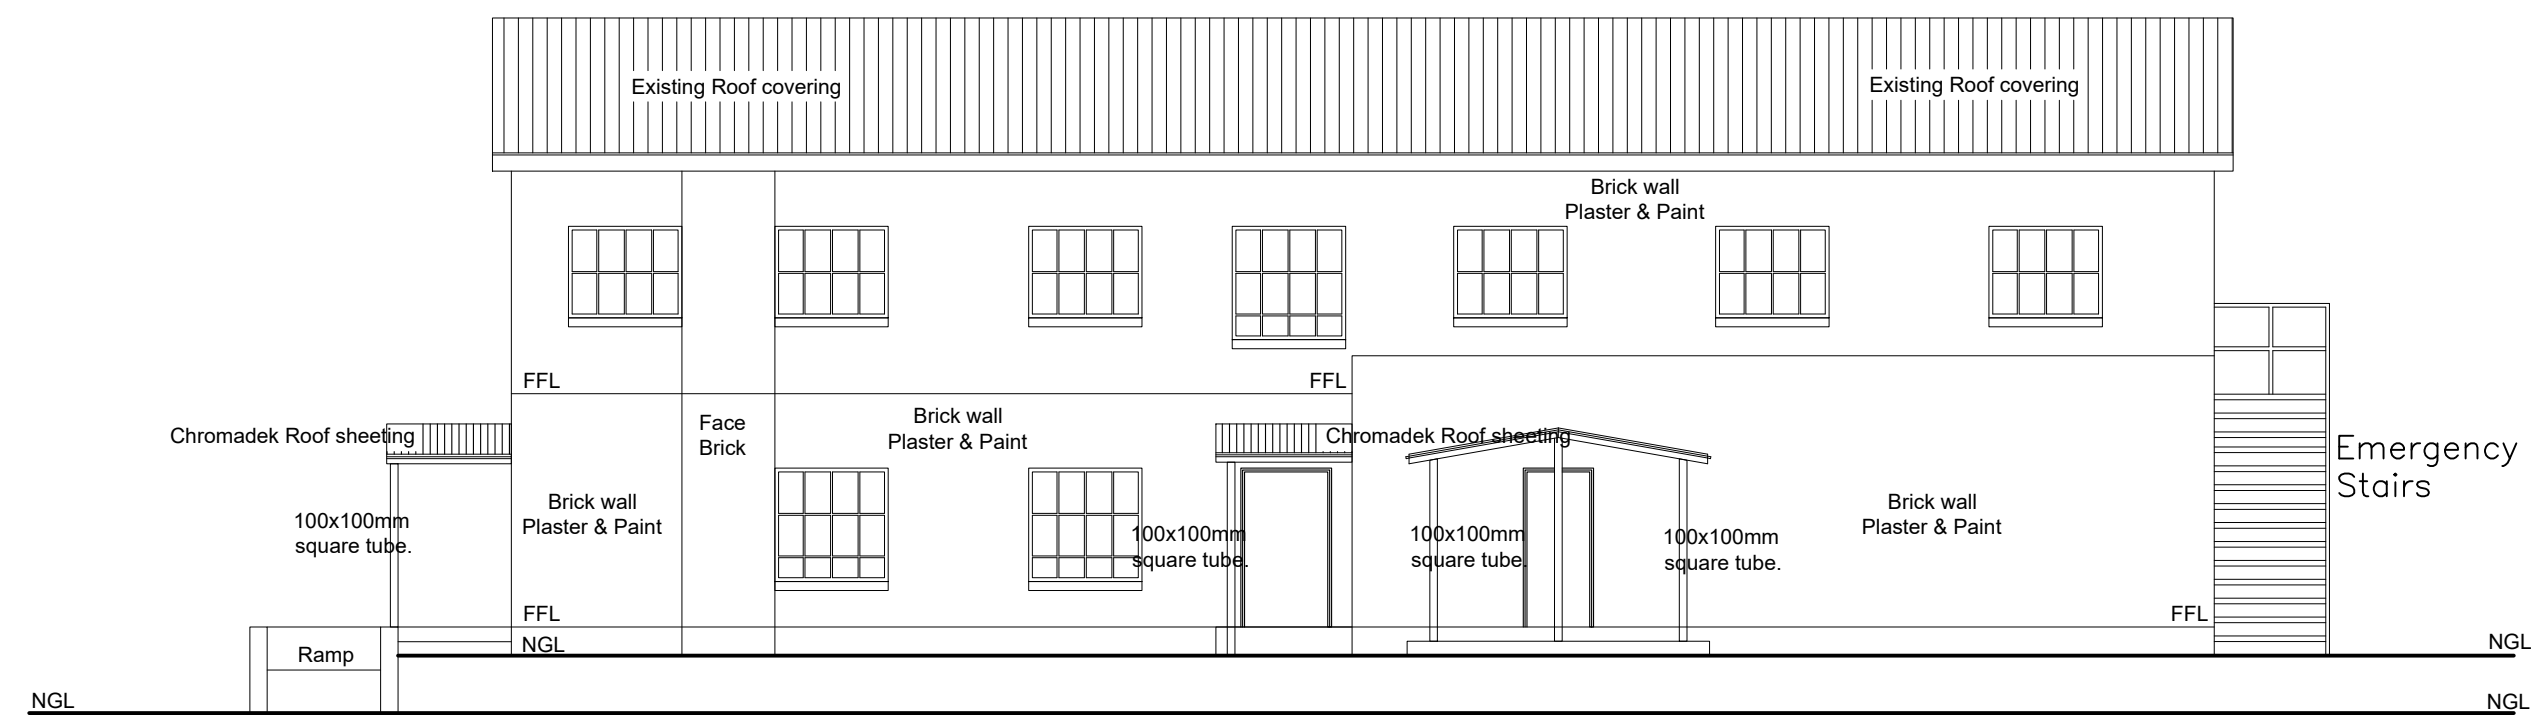 Existing Roof covering
Existing Roof covering
Brick wall
Plaster & Paint
FFL
FFL
Chromadek Roof sheeting
Face
Brick
Brick wall
Plaster & Paint
Chromadek Roof sheeting
Emergency
Stairs
100x100mm
square tube.
Brick wall
Plaster & Paint
100x100mm
square tube.
100x100mm
square tube.
100x100mm
square tube.
Brick wall
Plaster & Paint
FFL
FFL
Ramp
NGL
NGL
NGL
NGL